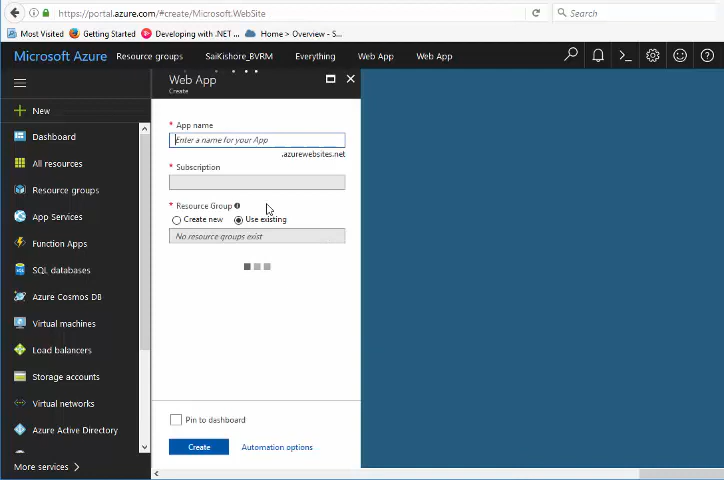 https://portal.azure.com/#create/Microsoft.WebSite
Search
Most Visited
Getting Started
Developing with .NET ...
Home > Overview - S...
Microsoft Azure
Resource groups
SaiKishore_BVRM
Everything
Web App
Web App
Web App
Create
New
Dashboard
All resources
Resource groups
App Services
Function Apps
SQL databases
Azure Cosmos DB
Virtual machines
Load balancers
Storage accounts
Virtual networks
Azure Active Directory
More services
* App name
Enter a name for your App
.azurewebsites.net
* Subscription
* Resource Group
Create new
Use existing
No resource groups exist
Pin to dashboard
Create
Automation options